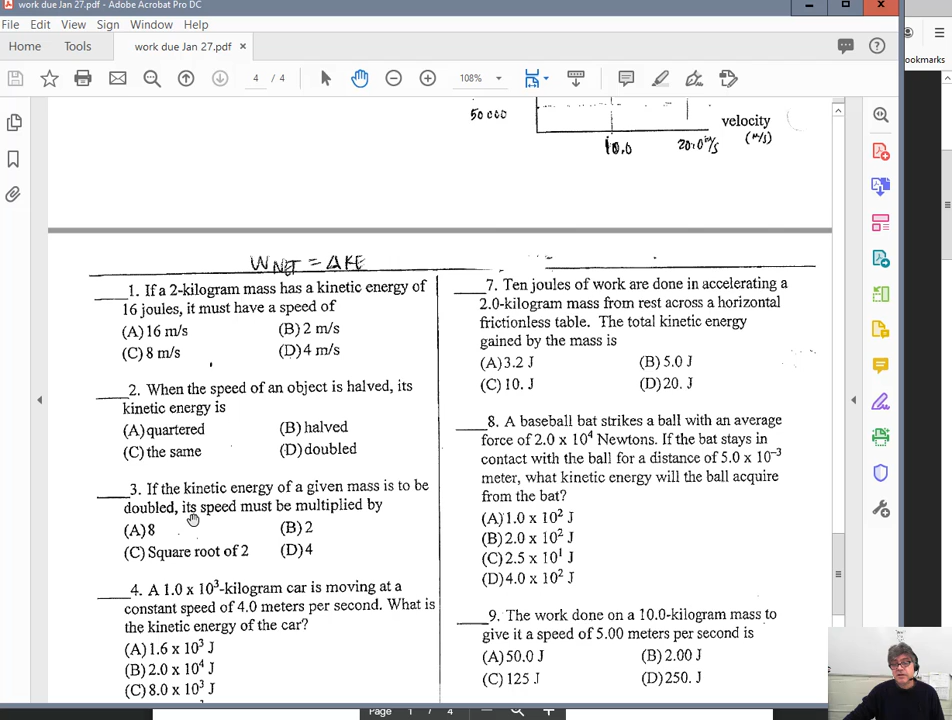 work due Jan 27.pdf - Adobe Acrobat Pro DC
File Edit View Sign Window Help
Home Tools work due Jan 27.pdf ×
4 / 4 108%
ookmarks
50 000
velocity
(m/s)
10.0 20.0 m/s
WNET = ΔKE
1. If a 2-kilogram mass has a kinetic energy of
16 joules, it must have a speed of
(A) 16 m/s (B) 2 m/s
(C) 8 m/s (D) 4 m/s
2. When the speed of an object is halved, its
kinetic energy is
(A) quartered (B) halved
(C) the same (D) doubled
3. If the kinetic energy of a given mass is to be
doubled, its speed must be multiplied by
(A) 8 (B) 2
(C) Square root of 2 (D) 4
4. A 1.0 x 10³-kilogram car is moving at a
constant speed of 4.0 meters per second. What is
the kinetic energy of the car?
(A) 1.6 x 10³ J
(B) 2.0 x 10⁴ J
(C) 8.0 x 10³ J
7. Ten joules of work are done in accelerating a
2.0-kilogram mass from rest across a horizontal
frictionless table. The total kinetic energy
gained by the mass is
(A) 3.2 J (B) 5.0 J
(C) 10. J (D) 20. J
8. A baseball bat strikes a ball with an average
force of 2.0 x 10⁴ Newtons. If the bat stays in
contact with the ball for a distance of 5.0 x 10⁻³
meter, what kinetic energy will the ball acquire
from the bat?
(A) 1.0 x 10² J
(B) 2.0 x 10² J
(C) 2.5 x 10¹ J
(D) 4.0 x 10² J
9. The work done on a 10.0-kilogram mass to
give it a speed of 5.00 meters per second is
(A) 50.0 J (B) 2.00 J
(C) 125 J (D) 250. J
Page 1 / 4